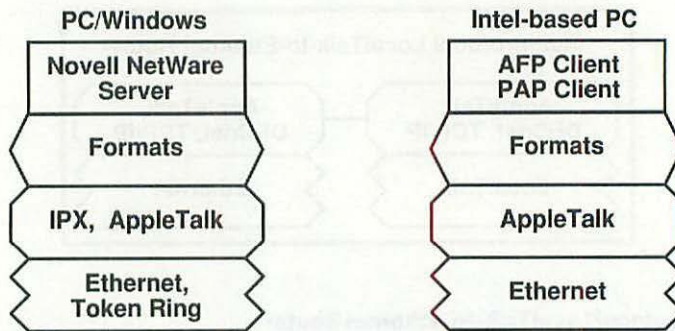 PC/Windows
Novell NetWare
Server
Formats
IPX, AppleTalk
Ethernet,
Token Ring
Intel-based PC
AFP Client
PAP Client
Formats
AppleTalk
Ethernet